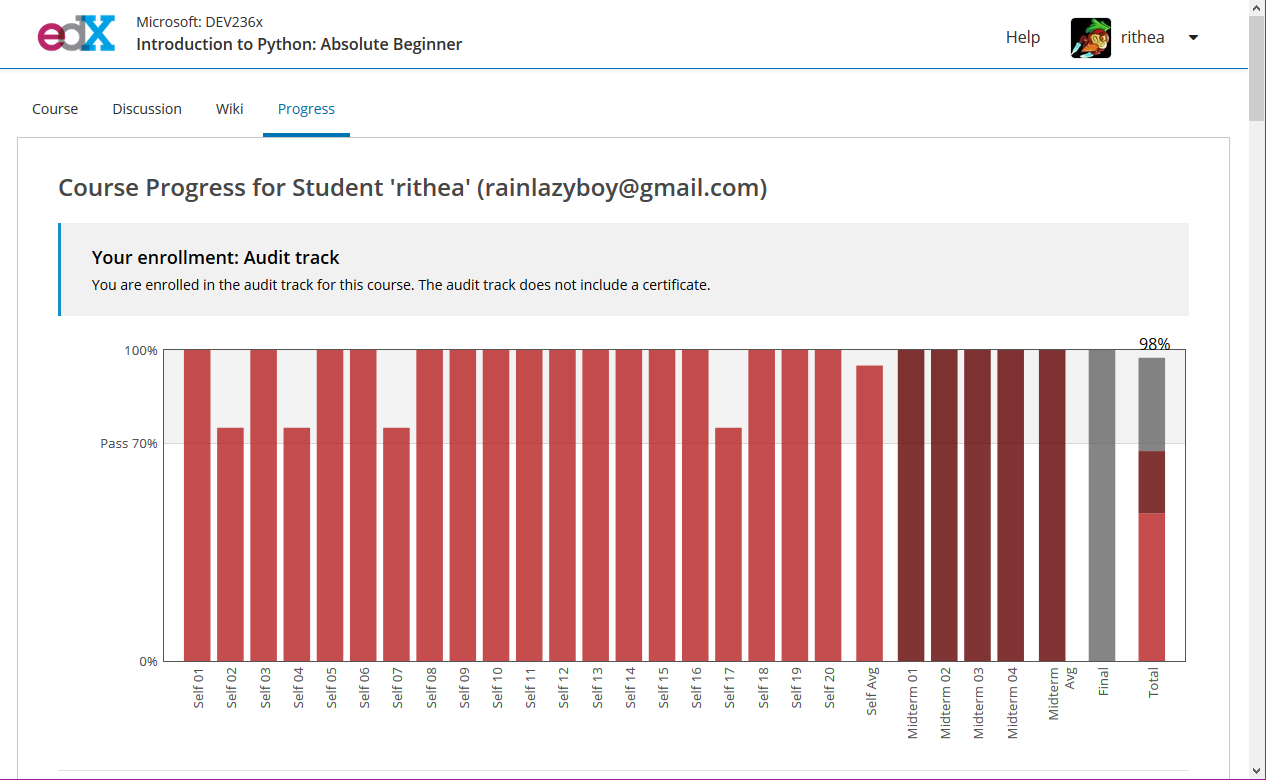 edX
Microsoft: DEV236x
Introduction to Python: Absolute Beginner
Help
rithea
Course
Discussion
Wiki
Progress
Course Progress for Student 'rithea' (rainlazyboy@gmail.com)
Your enrollment: Audit track
You are enrolled in the audit track for this course. The audit track does not include a certificate.
98%
100%
Pass 70%
0%
Self 01
Self 02
Self 03
Self 04
Self 05
Self 06
Self 07
Self 08
Self 09
Self 10
Self 11
Self 12
Self 13
Self 14
Self 15
Self 16
Self 17
Self 18
Self 19
Self 20
Self Avg
Midterm 01
Midterm 02
Midterm 03
Midterm 04
Midterm
Avg
Final
Total